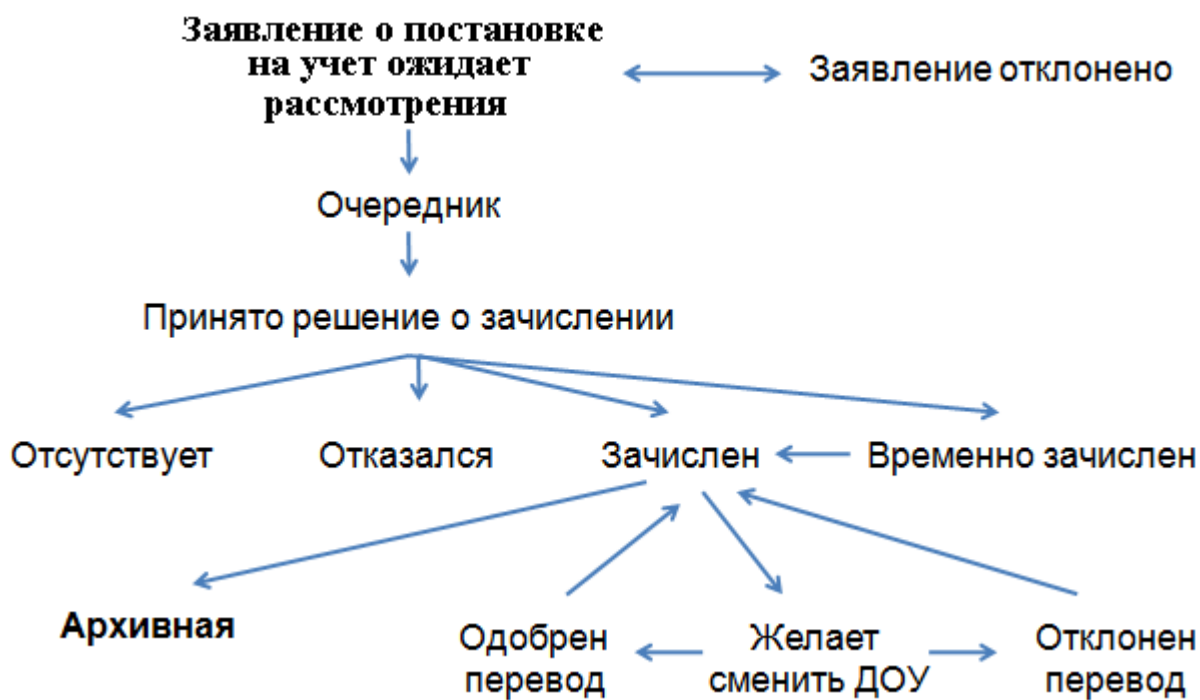 Заявление о постановке
на учет ожидает
рассмотрения
Заявление отклонено
Очередник
Принято решение о зачислении
Отсутствует
Отказался
Зачислен
Временно зачислен
Архивная
Одобрен
перевод
Желает
сменить ДОУ
Отклонен
перевод